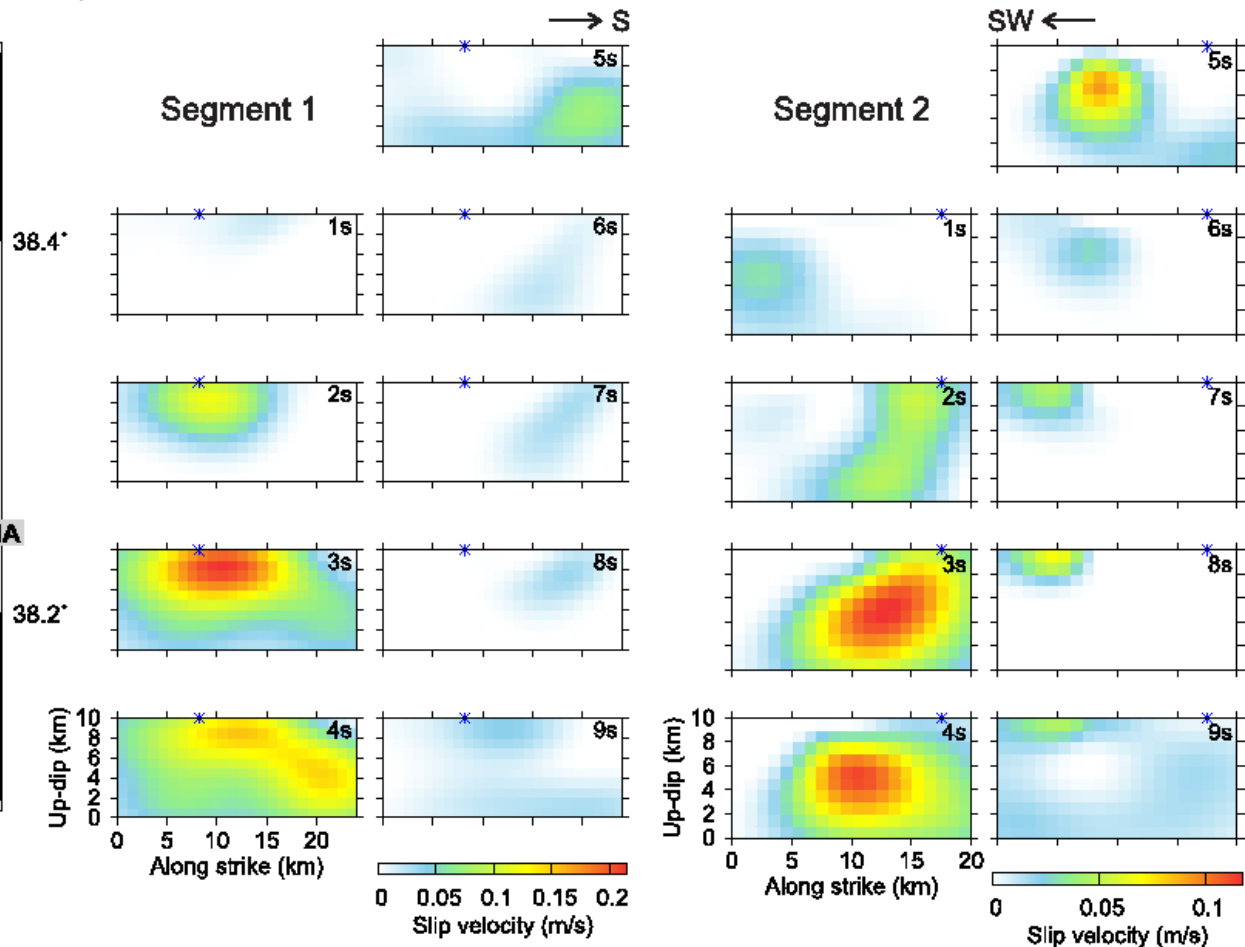 S
SW
5s
5s
Segment 1
Segment 2
1s
6s
1s
6s
38.4°
2s
7s
2s
7s
3s
8s
3s
8s
38.2°
4s
9s
4s
9s
Up-dip (km)
10
8
6
4
2
0
0 5 10 15 20
Along strike (km)
0 0.05 0.1 0.15 0.2
Slip velocity (m/s)
Up-dip (km)
10
8
6
4
2
0
0 5 10 15 20
Along strike (km)
0 0.05 0.1
Slip velocity (m/s)